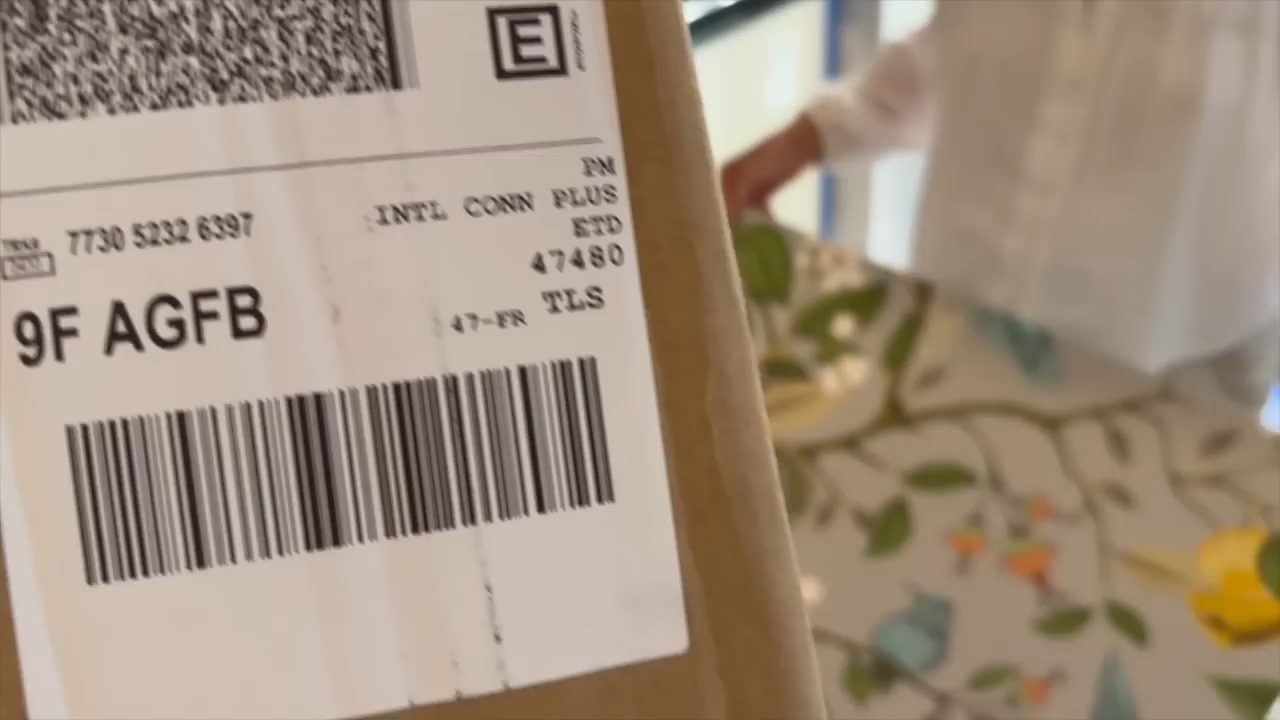 E
PM
7730 5232 6397 INTL CONN PLUS
ETD
47480
9F AGFB 47-FR TLS